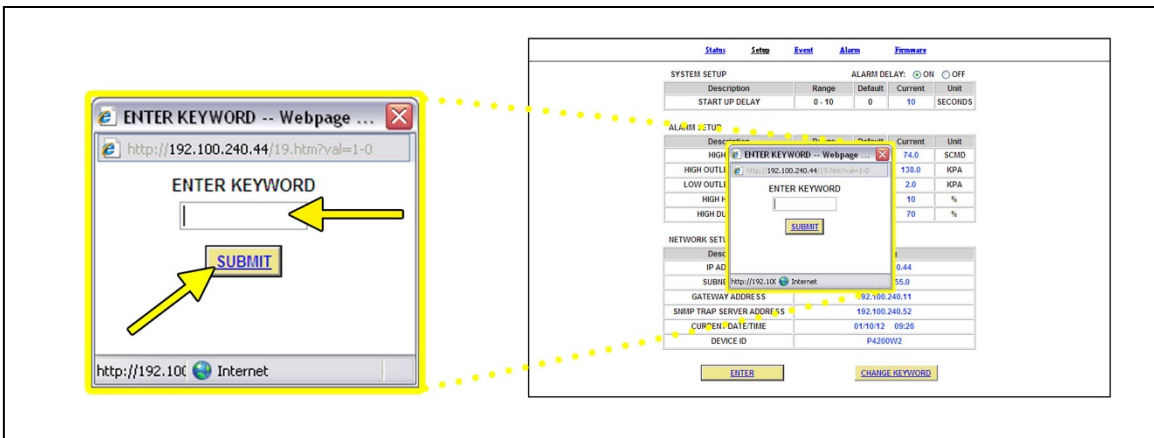 ENTER KEYWORD -- Webpage ...
http://192.100.240.44/19.htm?val=1-0
ENTER KEYWORD
SUBMIT
http://192.10 Internet
Status Setup Event Alarm Firmware
SYSTEM SETUP ALARM DELAY: ON OFF
Description Range Default Current Unit
START UP DELAY 0 - 10 0 10 SECONDS
ALARM SETUP
Current Unit
HIGH 74.0 SCMD
HIGH OUTLE 138.0 KPA
LOW OUTLE 2.0 KPA
HIGH H 10 %
HIGH DU 70 %
ENTER KEYWORD -- Webpage ...
http://192.100.240.44/19.htm?val=1-0
ENTER KEYWORD
SUBMIT
http://192.10 Internet
NETWORK SETU
Desc
IP AD 0.44
SUBNE 55.0
GATEWAY ADDRESS 192.100.240.11
SNMP TRAP SERVER ADDRESS 192.100.240.52
CURRENT DATE/TIME 01/10/12 09:26
DEVICE ID P4200W2
ENTER CHANGE KEYWORD